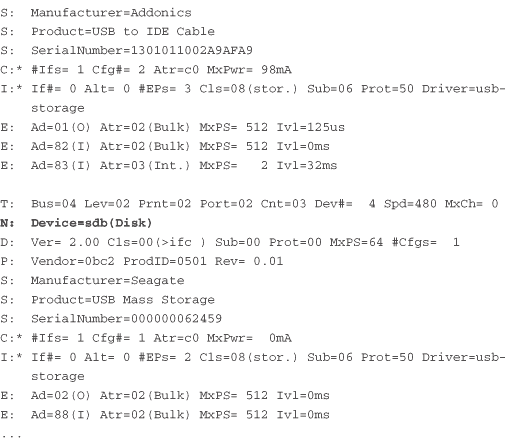 S:  Manufacturer=Addonics
S:  Product=USB to IDE Cable
S:  SerialNumber=1301011002A9AFA9
C:* #Ifs= 1 Cfg#= 2 Atr=c0 MxPwr= 98mA
I:* If#= 0 Alt= 0 #EPs= 3 Cls=08(stor.) Sub=06 Prot=50 Driver=usb-
    storage
E:  Ad=01(O) Atr=02(Bulk) MxPS= 512 Ivl=125us
E:  Ad=82(I) Atr=02(Bulk) MxPS= 512 Ivl=0ms
E:  Ad=83(I) Atr=03(Int.) MxPS=   2 Ivl=32ms

T:  Bus=04 Lev=02 Prnt=02 Port=02 Cnt=03 Dev#=  4 Spd=480 MxCh= 0
N:  Device=sdb(Disk)
D:  Ver= 2.00 Cls=00(>ifc ) Sub=00 Prot=00 MxPS=64 #Cfgs=  1
P:  Vendor=0bc2 ProdID=0501 Rev= 0.01
S:  Manufacturer=Seagate
S:  Product=USB Mass Storage
S:  SerialNumber=000000062459
C:* #Ifs= 1 Cfg#= 1 Atr=c0 MxPwr=  0mA
I:* If#= 0 Alt= 0 #EPs= 2 Cls=08(stor.) Sub=06 Prot=50 Driver=usb-
    storage
E:  Ad=02(O) Atr=02(Bulk) MxPS= 512 Ivl=0ms
E:  Ad=88(I) Atr=02(Bulk) MxPS= 512 Ivl=0ms
...